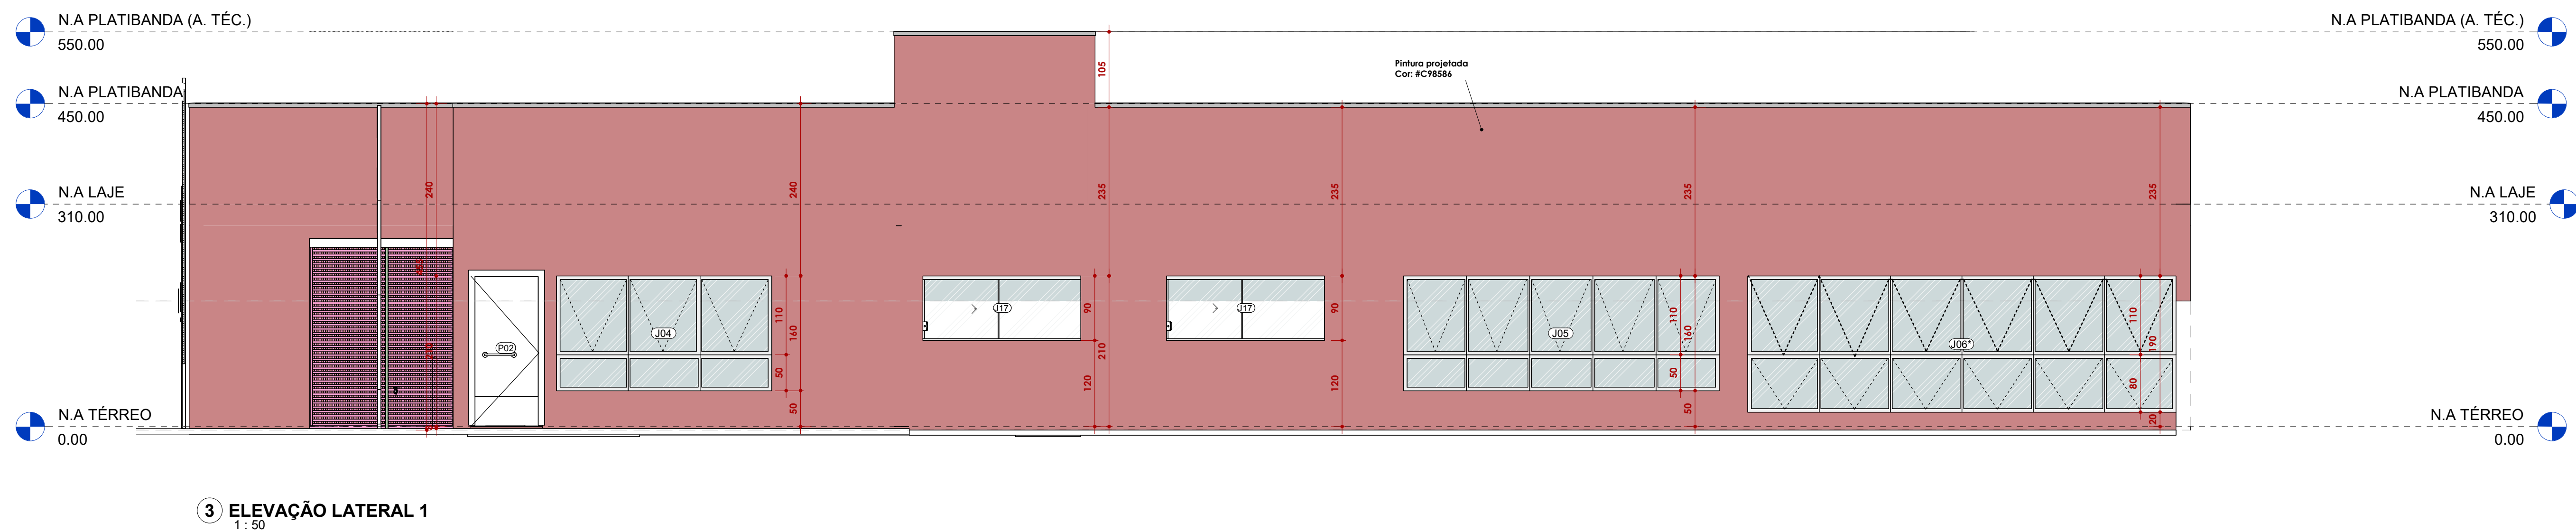 N.A PLATIBANDA (A. TÉC.)
550.00
N.A PLATIBANDA (A. TÉC.)
550.00
Pintura projetada
Cor: #C98586
105
N.A PLATIBANDA
450.00
N.A PLATIBANDA
450.00
N.A LAJE
310.00
240
240
235
235
235
235
N.A LAJE
310.00
P02
J04
110
160
50
50
J17
90
210
120
J17
90
120
J05
110
160
50
50
J06*
110
190
80
20
N.A TÉRREO
0.00
N.A TÉRREO
0.00
3 ELEVAÇÃO LATERAL 1
1 : 50